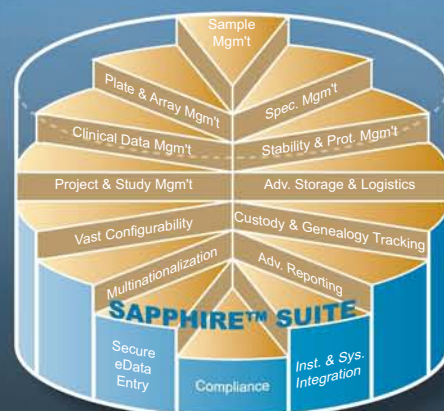 Sample
Mgm't
Plate & Array Mgm't
Spec. Mgm't
Clinical Data Mgm't
Stability & Prot. Mgm't
Project & Study Mgm't
Adv. Storage & Logistics
Vast Configurability
Custody & Genealogy Tracking
Multinationalization
Adv. Reporting
SAPPHIRE™ SUITE
Secure
eData
Entry
Compliance
Inst. & Sys.
Integration